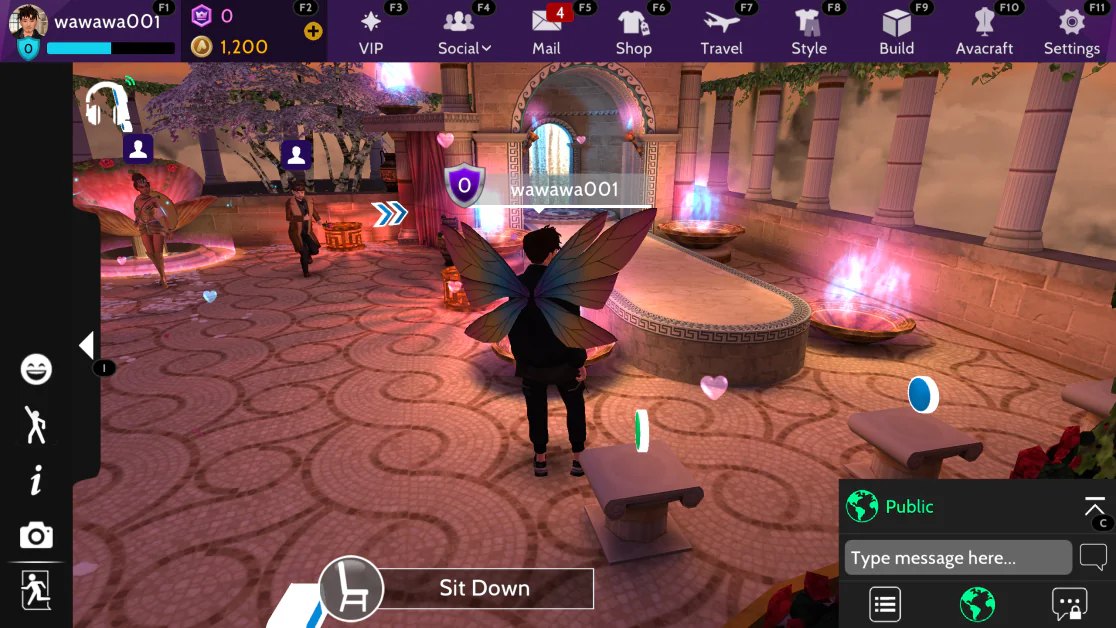 wawawa001
F1
0
0
1,200
F2
F3
VIP
F4
Social
4
F5
Mail
F6
Shop
F7
Travel
F8
Style
F9
Build
F10
Avacraft
F11
Settings
0
wawawa001
I
Sit Down
Public
C
Type message here...